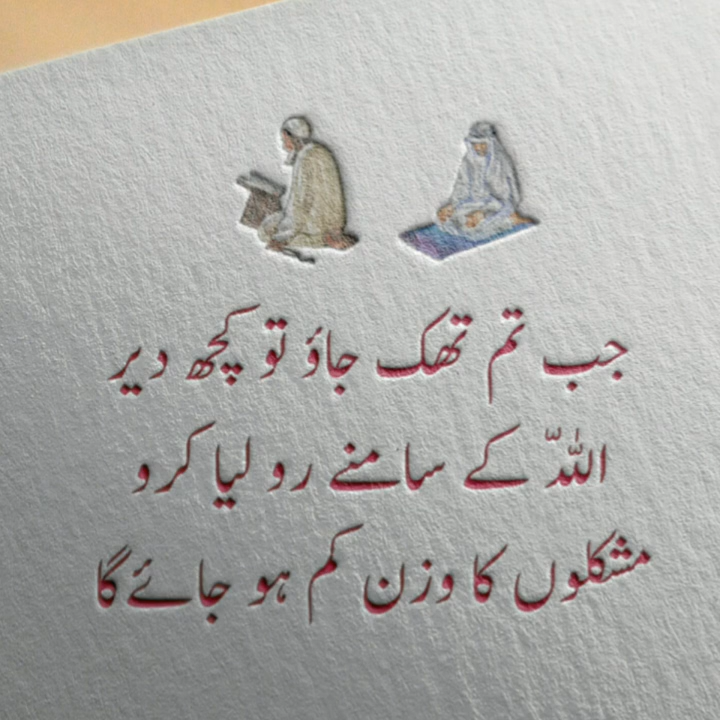 جب تم تھک جاؤ تو کچھ دیر
اللّٰہ کے سامنے رو لیا کرو
مشکلوں کا وزن کم ہو جائے گا